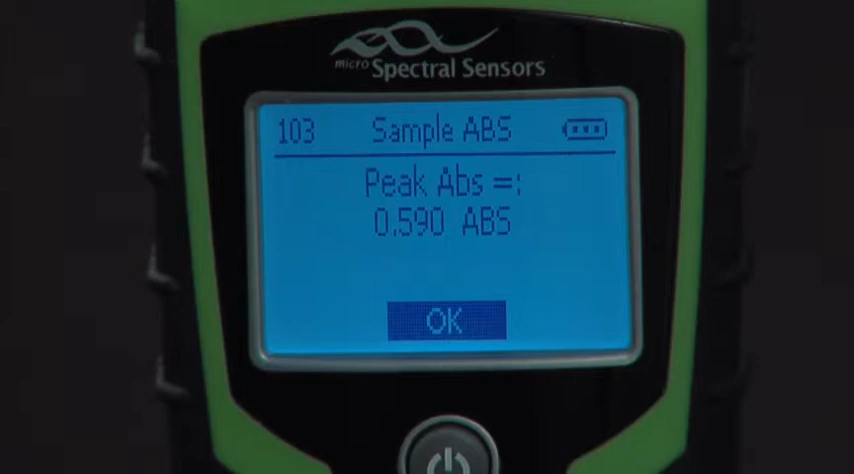 micro Spectral Sensors
103 Sample ABS
Peak Abs =:
0.590 ABS
OK